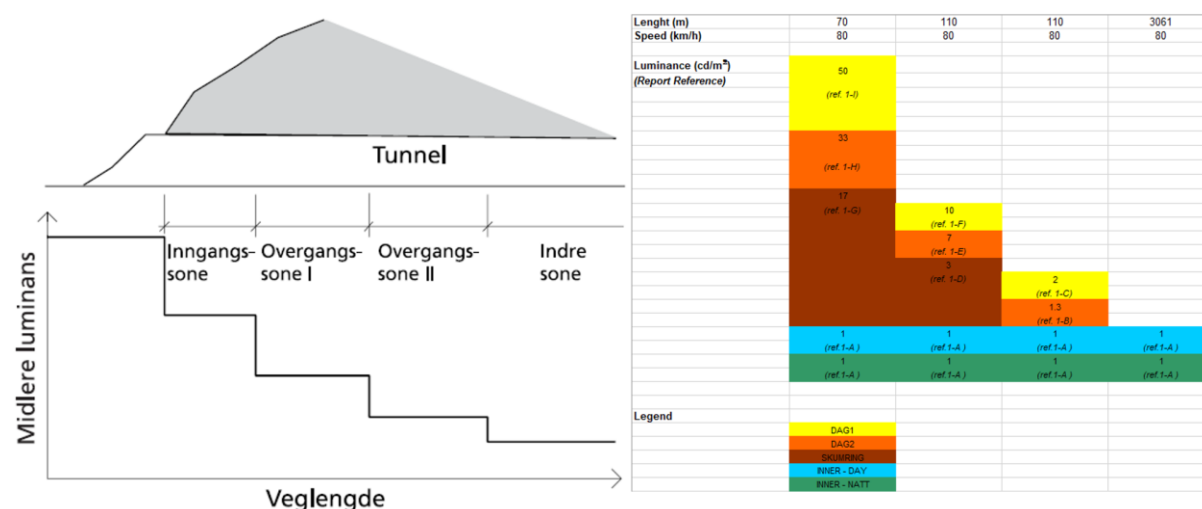 Tunnel
Inngangs-
sone
Overgangs-
sone I
Overgangs-
sone II
Indre
sone
Midlere luminans
Veglengde
Lenght (m) 70 110 110 3061
Speed (km/h) 80 80 80 80
Luminance (cd/m²)
(Report Reference)
50
(ref. 1-I)
33
(ref. 1-H)
17
(ref. 1-G)
10
(ref. 1-F)
7
(ref. 1-E)
3
(ref. 1-D)
2
(ref. 1-C)
1.3
(ref. 1-B)
1 1 1 1
(ref.1-A ) (ref.1-A ) (ref.1-A ) (ref.1-A )
1 1 1 1
(ref.1-A ) (ref.1-A ) (ref.1-A ) (ref.1-A )
Legend
DAG1
DAG2
SKUMRING
INNER - DAY
INNER - NATT